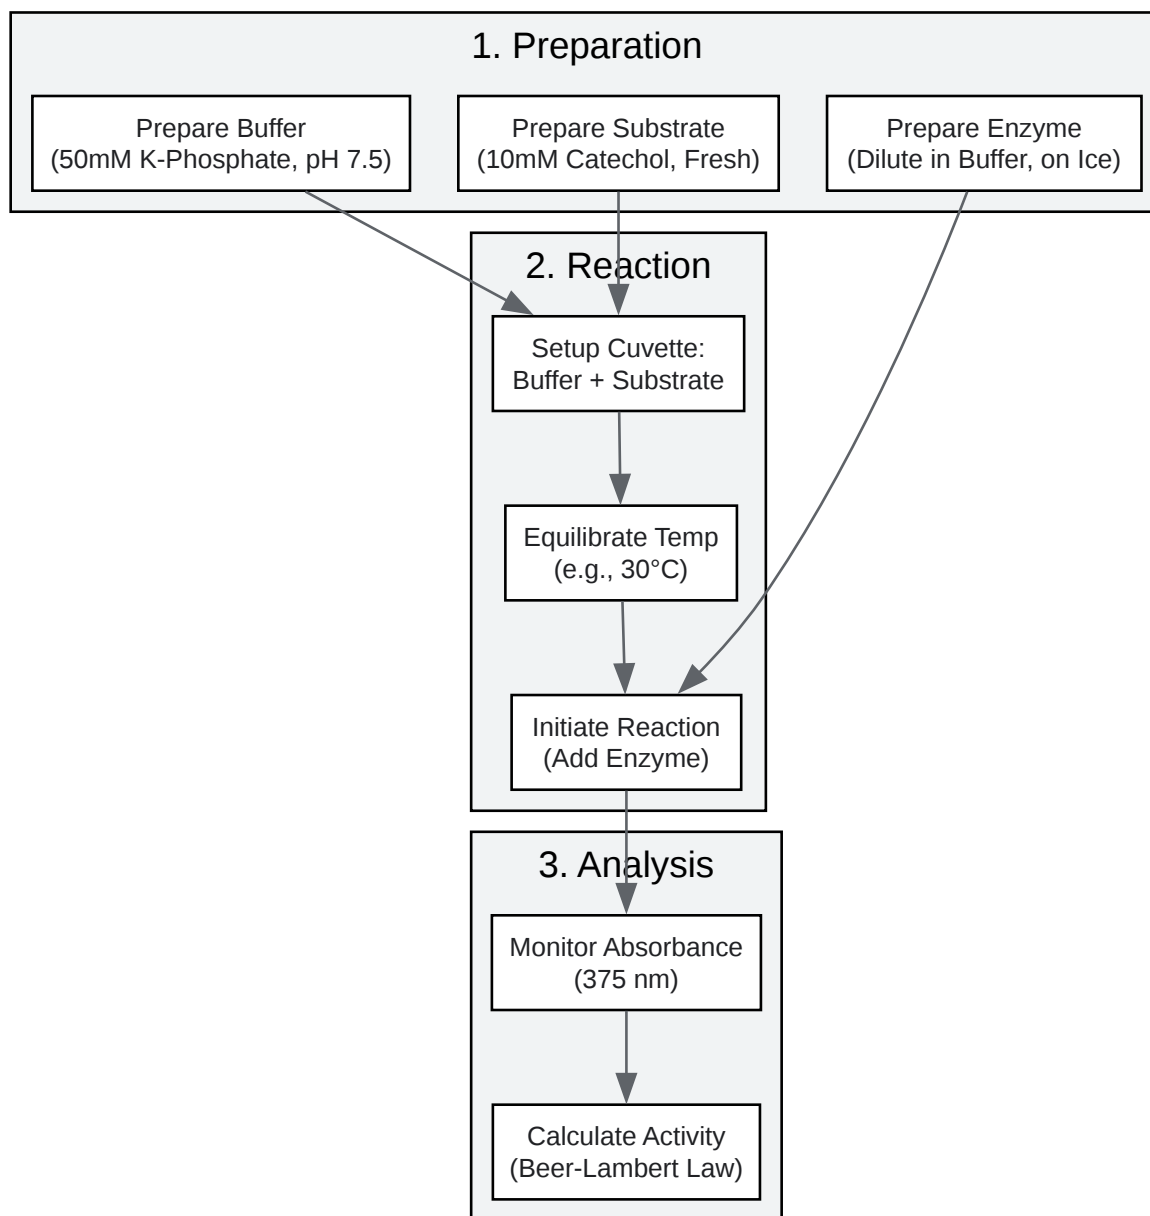 1. Preparation
Prepare Buffer
(50mM K-Phosphate, pH 7.5)
Prepare Substrate
(10mM Catechol, Fresh)
Prepare Enzyme
(Dilute in Buffer, on Ice)
2. Reaction
Setup Cuvette:
Buffer + Substrate
Equilibrate Temp
(e.g., 30°C)
Initiate Reaction
(Add Enzyme)
3. Analysis
Monitor Absorbance
(375 nm)
Calculate Activity
(Beer-Lambert Law)